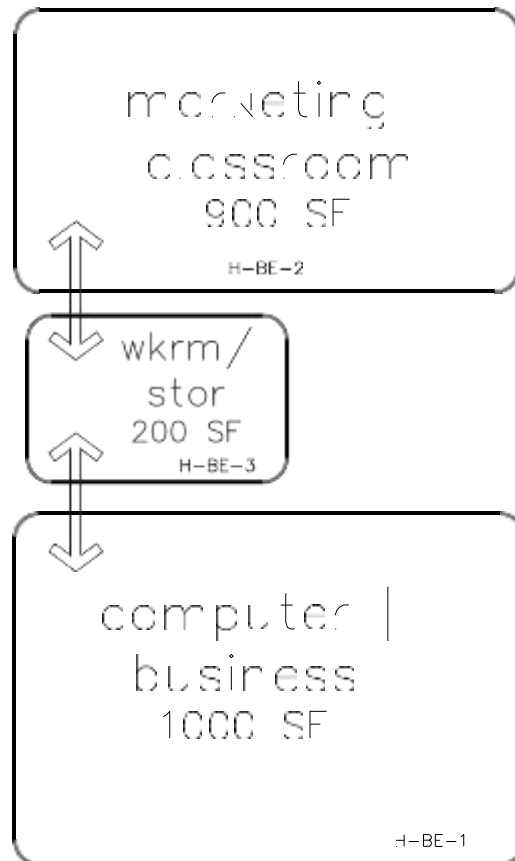 marketing
classroom
900 SF
H-BE-2
wkrm/
stor
200 SF
H-BE-3
computer |
business
1000 SF
H-BE-1